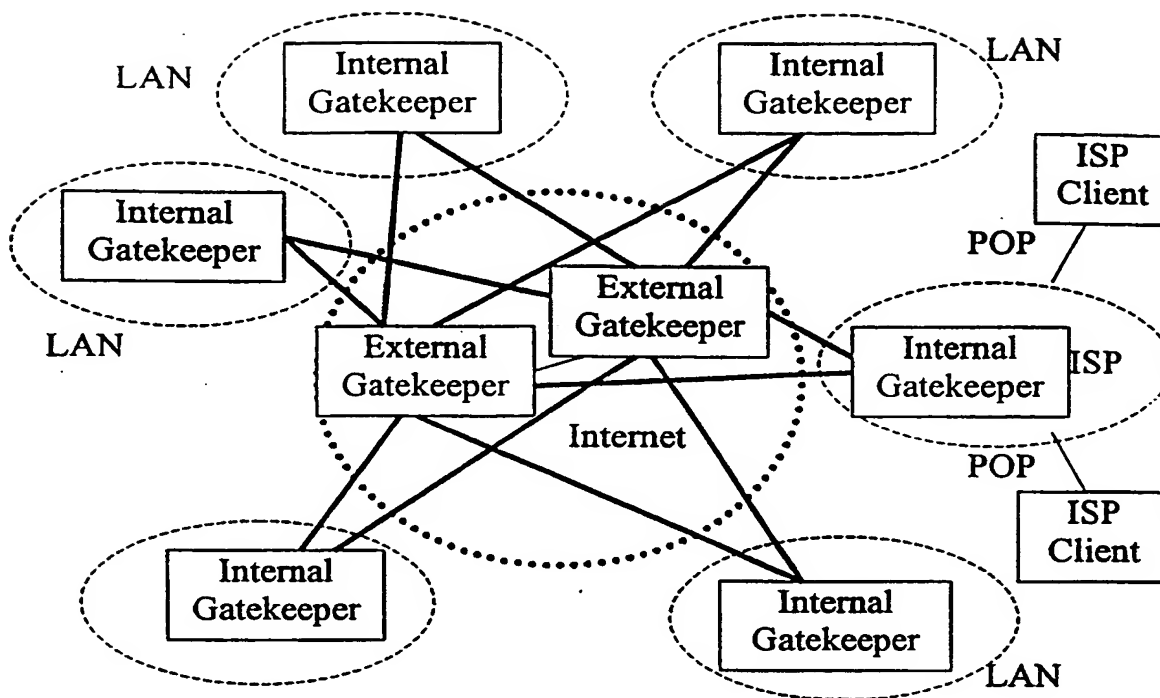 LAN
Internal
Gatekeeper
Internal
Gatekeeper
LAN
ISP
Client
Internal
Gatekeeper
LAN
POP
External
Gatekeeper
External
Gatekeeper
Internal
Gatekeeper
ISP
Internet
POP
ISP
Client
Internal
Gatekeeper
Internal
Gatekeeper
LAN